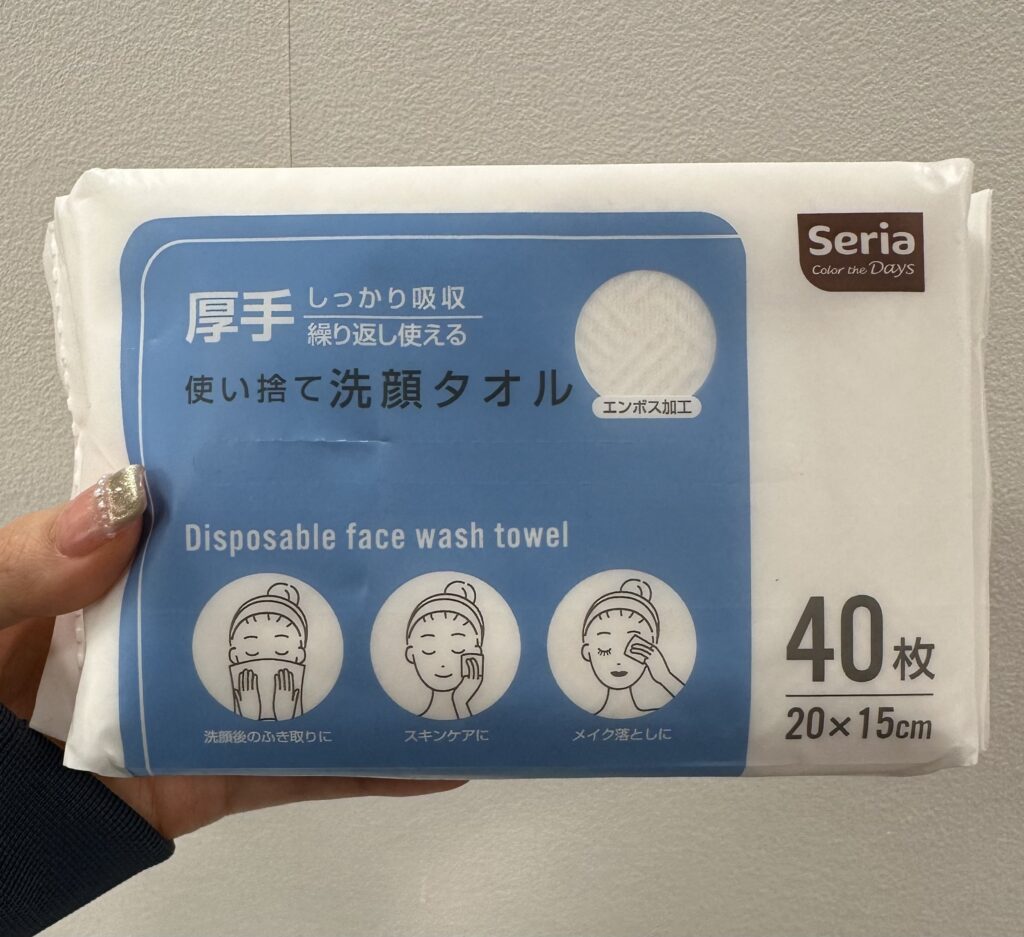 Seria
Color the Days
厚手
しっかり吸収
繰り返し使える
使い捨て洗顔タオル
エンボス加工
Disposable face wash towel
洗顔後のふき取りに
スキンケアに
メイク落としに
40枚
20×15cm